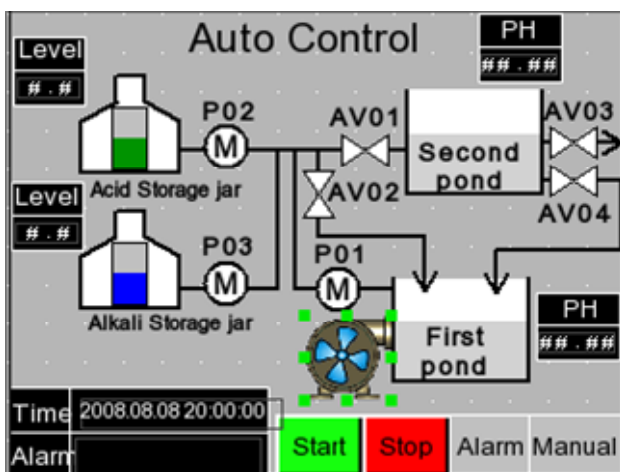 Auto Control
PH
##.##
Level
#.#
P02
M
Acid Storage jar
AV01
AV02
Second
pond
AV03
AV04
Level
#.#
P03
M
Alkali Storage jar
P01
M
First
pond
PH
##.##
Time
2008.08.08 20:00:00
Alarm
Start
Stop
Alarm
Manual